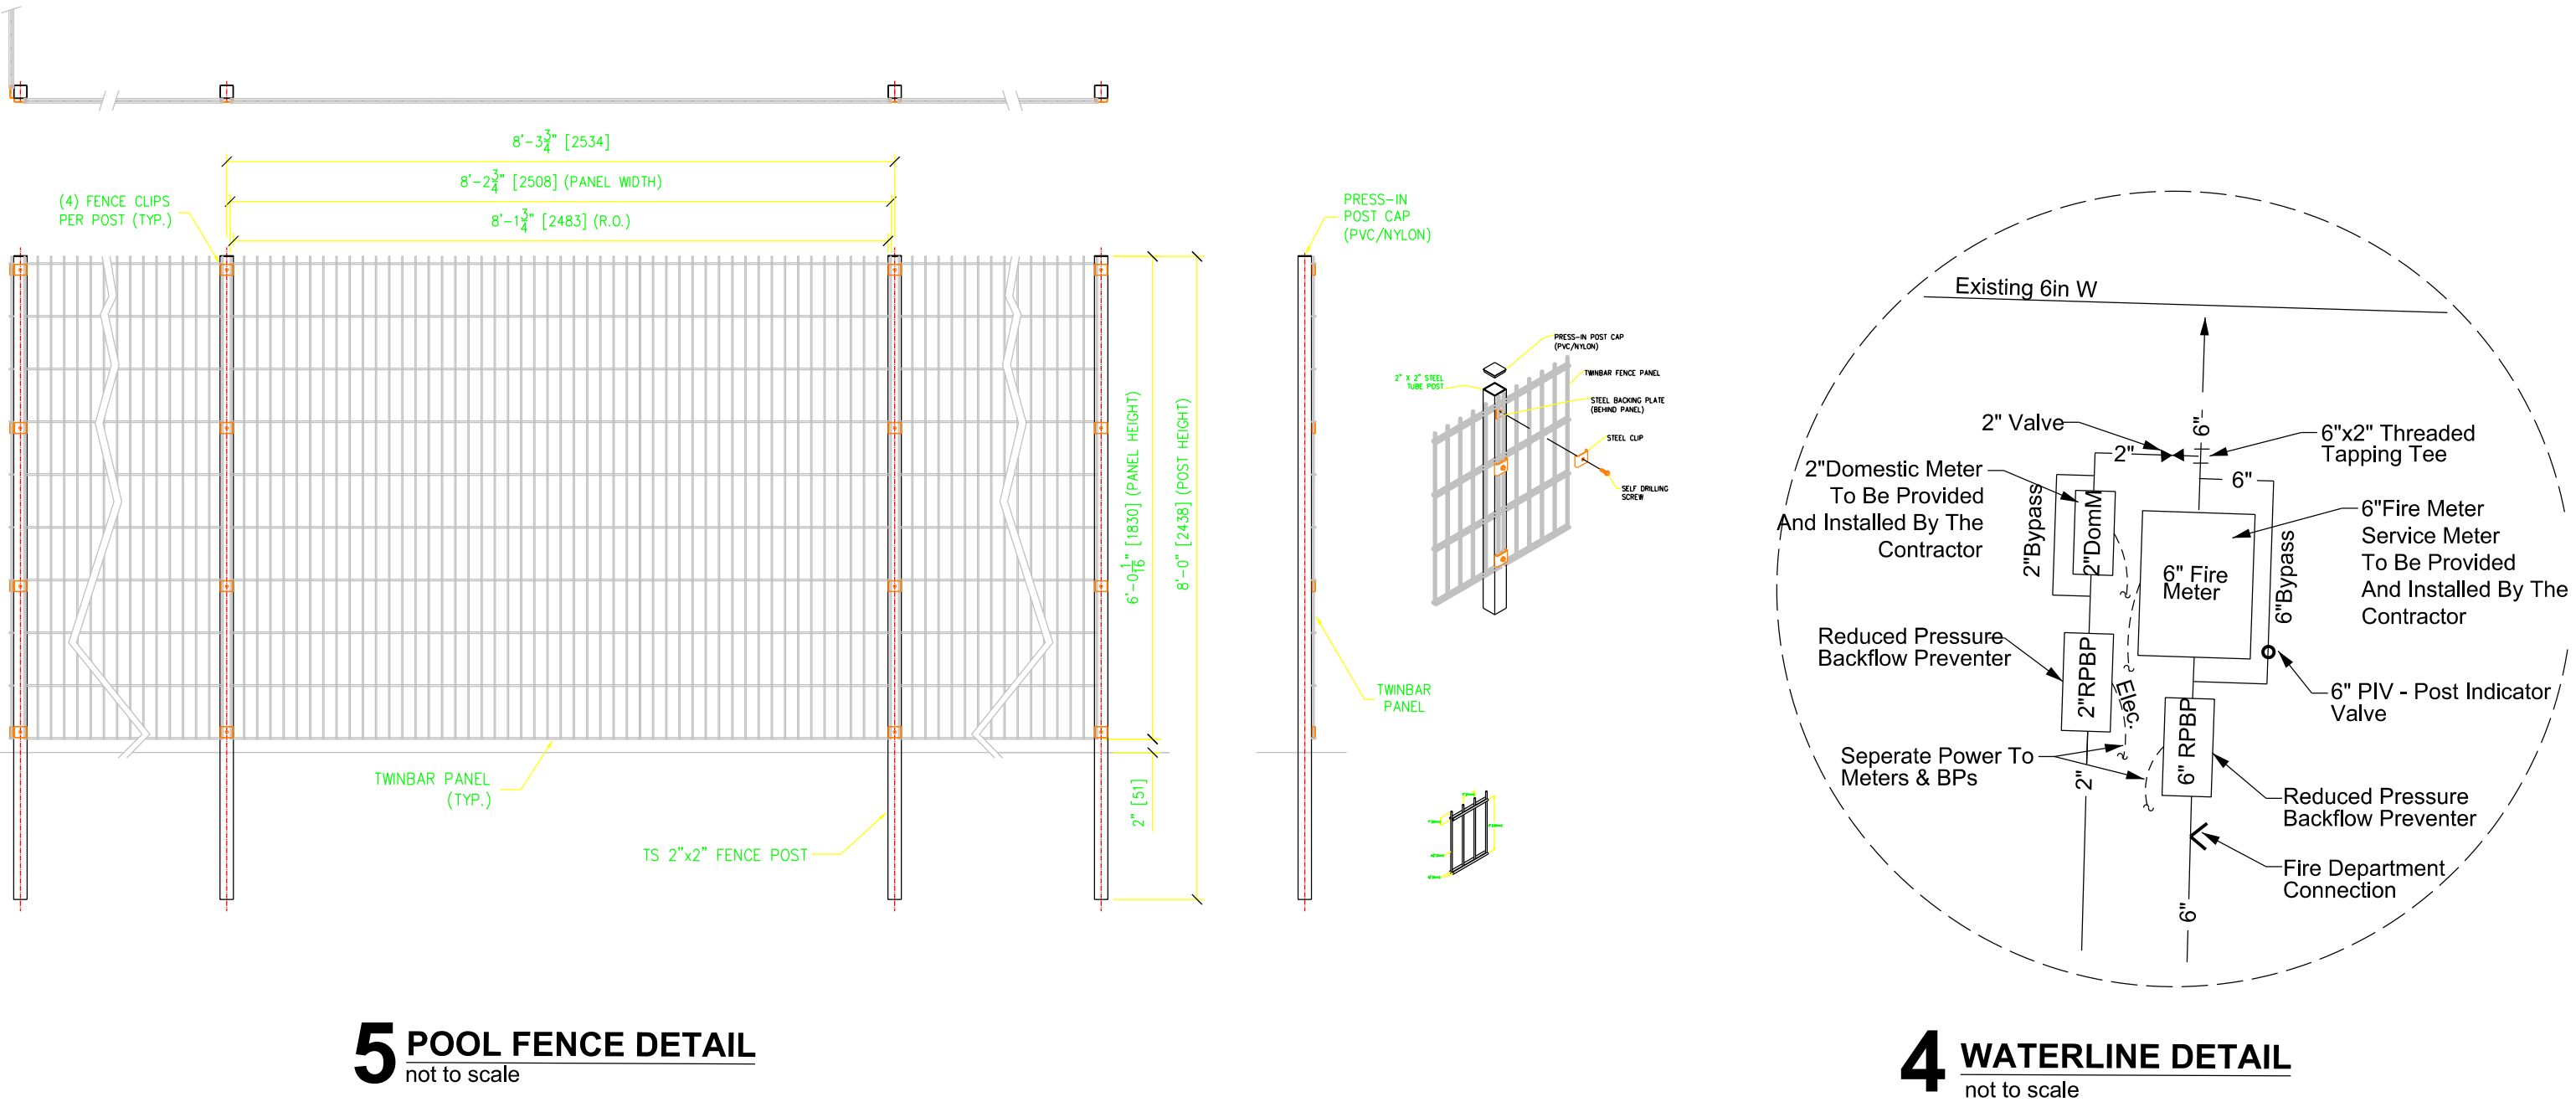 8'-3 3/4" [2534]
8'-2 3/4" [2508] (PANEL WIDTH)
8'-1 3/4" [2483] (R.O.)
(4) FENCE CLIPS
PER POST (TYP.)
6'-0 1/16" [1830] (PANEL HEIGHT)
8'-0" [2438] (POST HEIGHT)
2" [51]
TWINBAR PANEL
(TYP.)
TS 2"x2" FENCE POST
PRESS-IN
POST CAP
(PVC/NYLON)
TWINBAR
PANEL
PRESS-IN POST CAP
(PVC/NYLON)
2" X 2" STEEL
TUBE POST
TWINBAR FENCE PANEL
STEEL BACKING PLATE
(BEHIND PANEL)
STEEL CLIP
SELF DRILLING
SCREW
5 POOL FENCE DETAIL
not to scale
Existing 6in W
6"
2" Valve
2"
6"x2" Threaded
Tapping Tee
6"
2"Domestic Meter
To Be Provided
And Installed By The
Contractor
2"Bypass
2"DomM
6" Fire
Meter
6"Bypass
6"Fire Meter
Service Meter
To Be Provided
And Installed By The
Contractor
Reduced Pressure
Backflow Preventer
2"RPBP
Elec.
6" PIV - Post Indicator
Valve
Seperate Power To
Meters & BPs
2"
6" RPBP
Reduced Pressure
Backflow Preventer
Fire Department
Connection
6"
4 WATERLINE DETAIL
not to scale